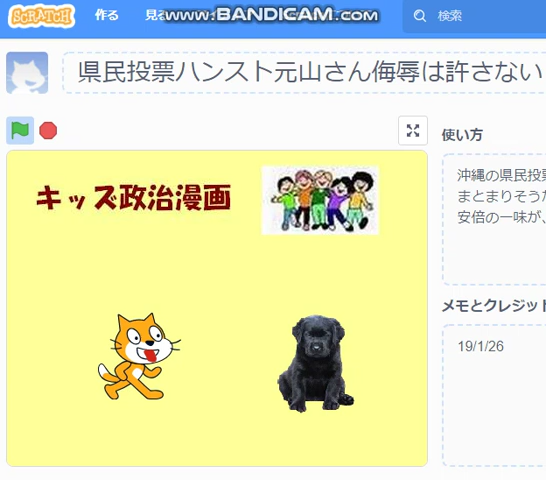 SCRATCH 作る 見る www.BANDICAM.com 検索
県民投票ハンスト元山さん侮辱は許さない
使い方
キッズ政治漫画
沖縄の県民投票
まとまりそうだ
安倍の一味が、
メモとクレジット
19/1/26